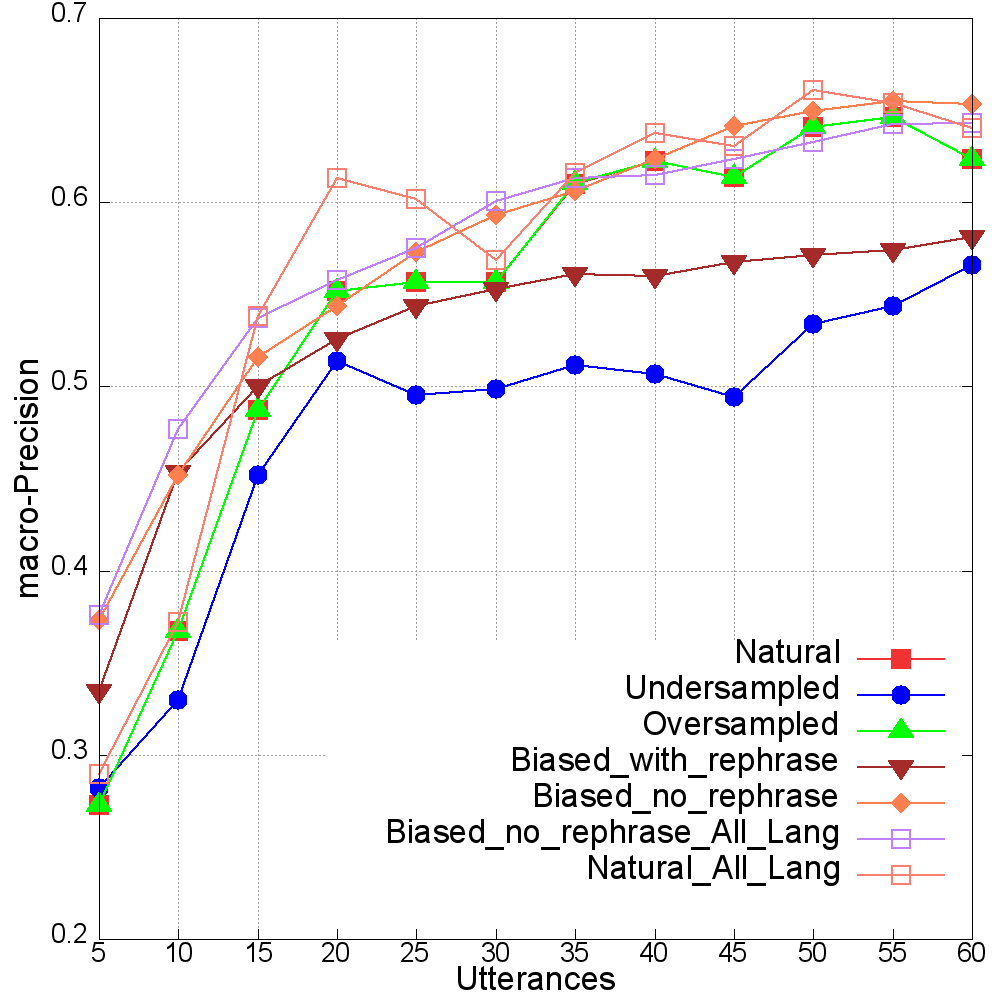 0.7
0.6
0.5
0.4
0.3
0.2
macro-Precision
Natural
Undersampled
Oversampled
Biased_with_rephrase
Biased_no_rephrase
Biased_no_rephrase_All_Lang
Natural_All_Lang
5 10 15 20 25 30 35 40 45 50 55 60
Utterances